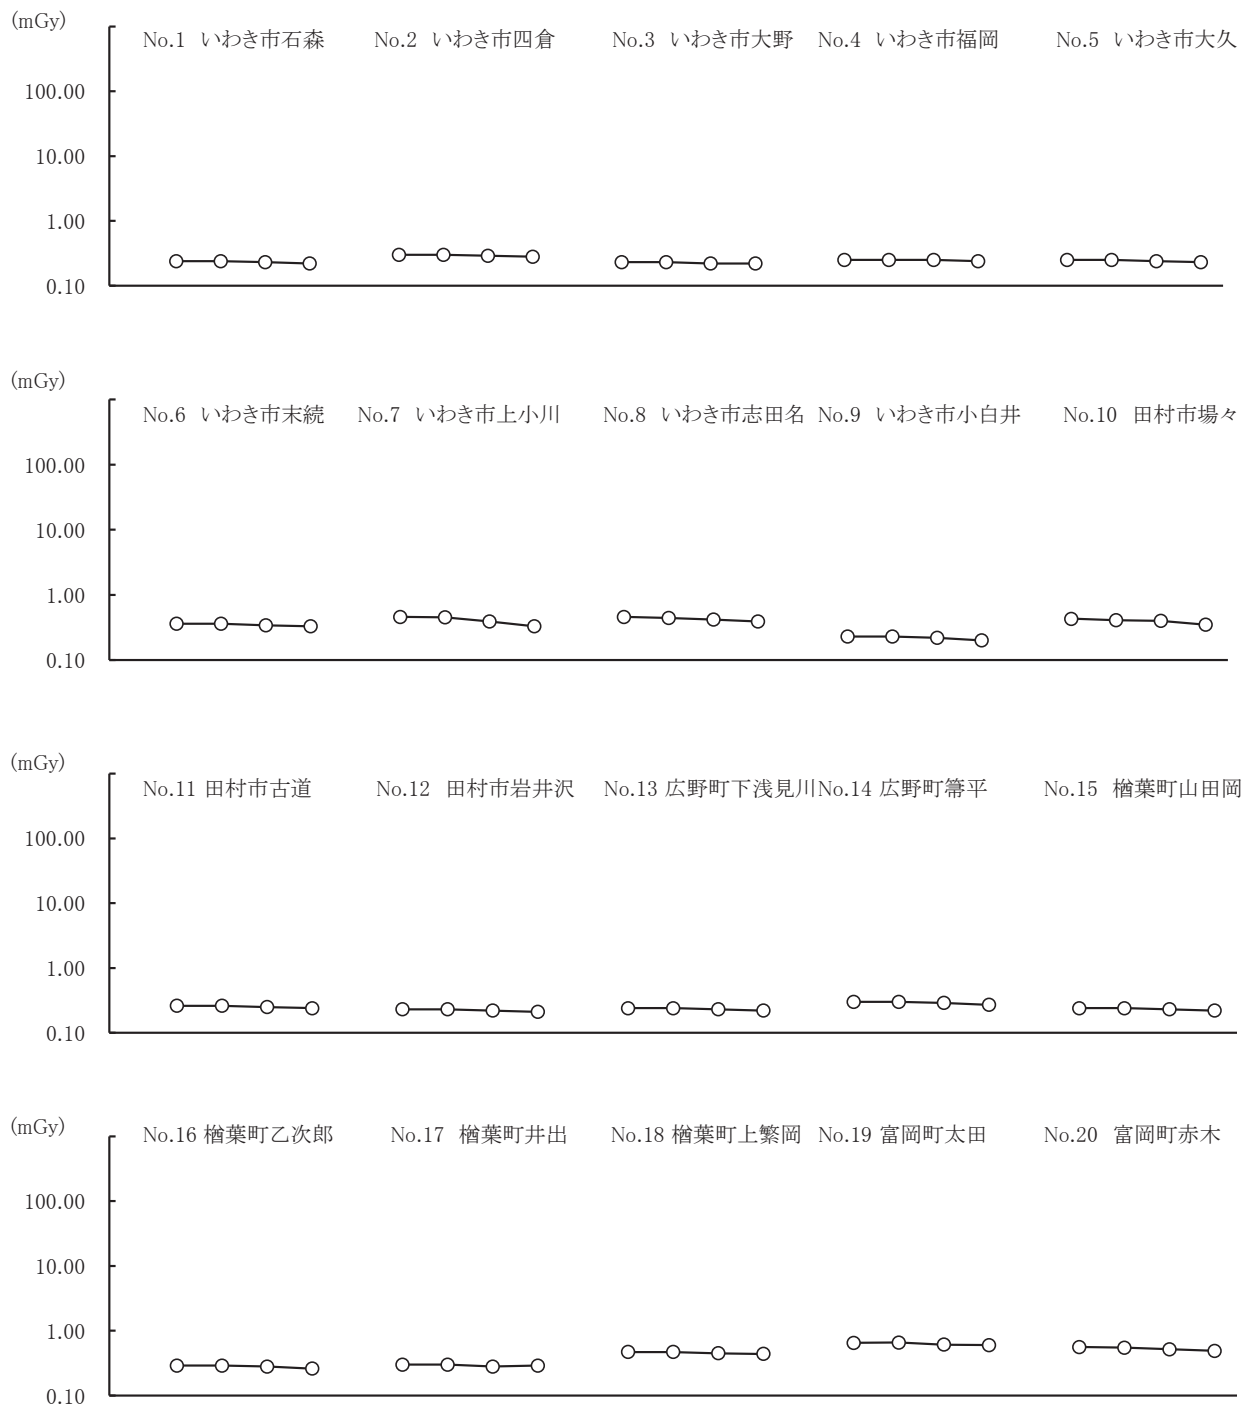 (mGy)
No.1 いわき市石森 No.2 いわき市四倉 No.3 いわき市大野 No.4 いわき市福岡 No.5 いわき市大久
100.00
10.00
1.00
0.10
(mGy)
No.6 いわき市末続 No.7 いわき市上小川 No.8 いわき市志田名 No.9 いわき市小白井 No.10 田村市場々
100.00
10.00
1.00
0.10
(mGy)
No.11 田村市古道 No.12 田村市岩井沢 No.13 広野町下浅見川 No.14 広野町箒平 No.15 楢葉町山田岡
100.00
10.00
1.00
0.10
(mGy)
No.16 楢葉町乙次郎 No.17 楢葉町井出 No.18 楢葉町上繁岡 No.19 富岡町太田 No.20 富岡町赤木
100.00
10.00
1.00
0.10